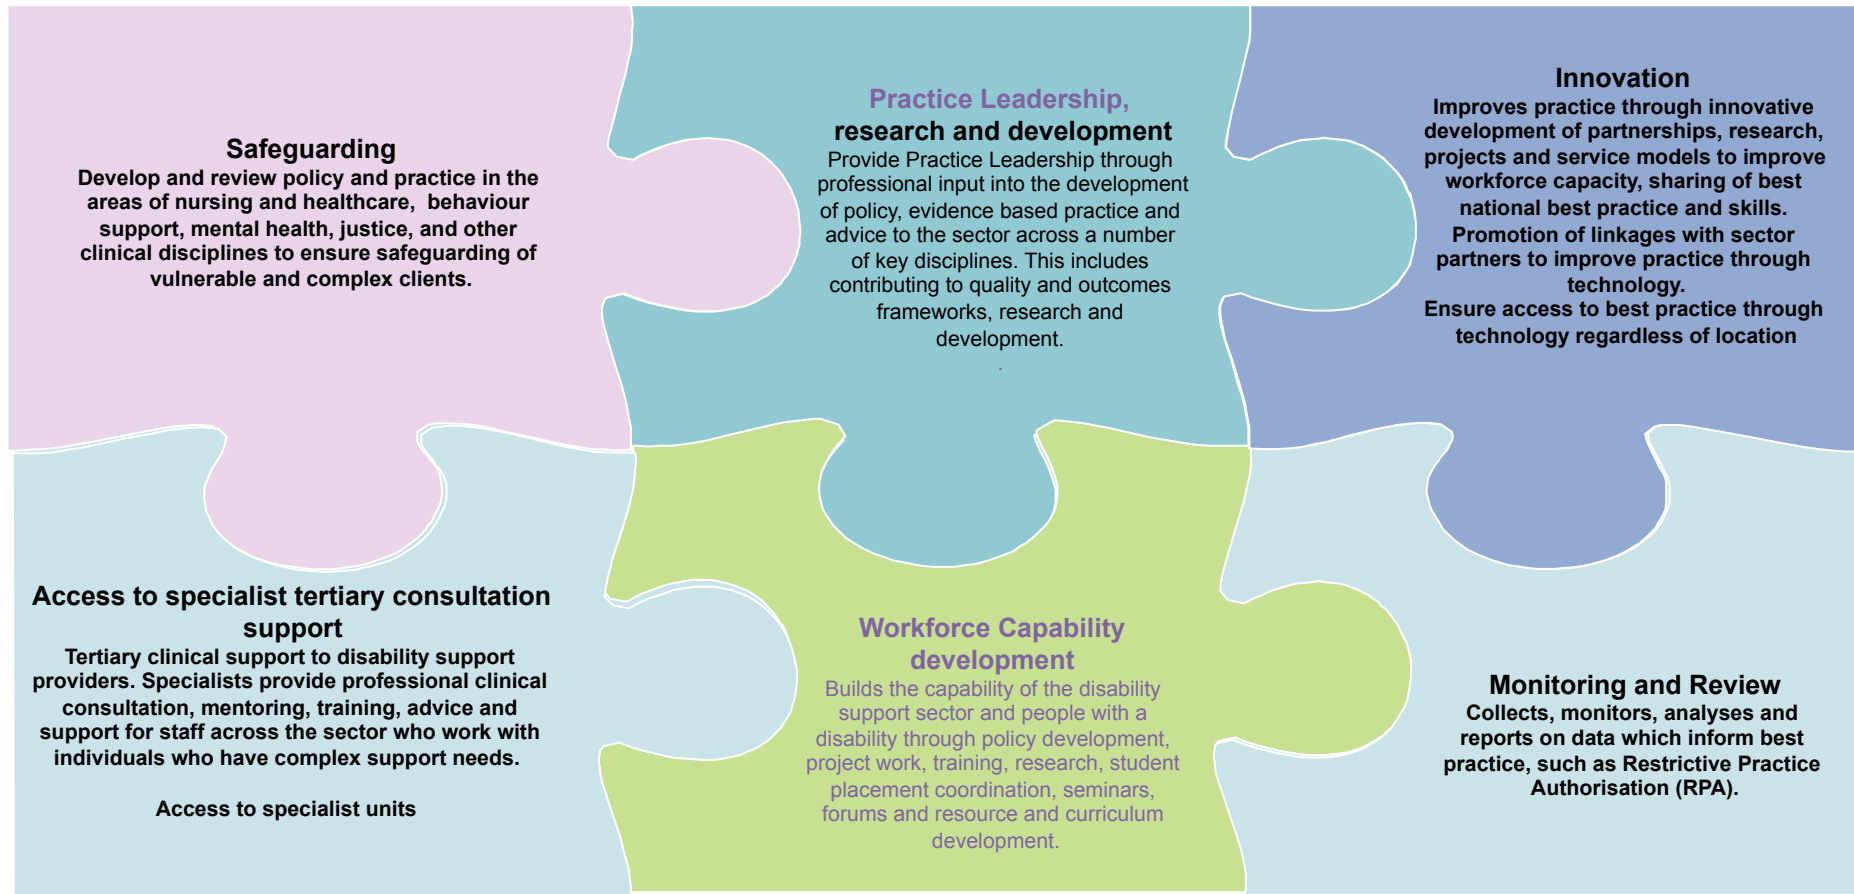 Safeguarding
Develop and review policy and practice in the
areas of nursing and healthcare, behaviour
support, mental health, justice, and other
clinical disciplines to ensure safeguarding of
vulnerable and complex clients.
Practice Leadership,
research and development
Provide Practice Leadership through
professional input into the development
of policy, evidence based practice and
advice to the sector across a number
of key disciplines. This includes
contributing to quality and outcomes
frameworks, research and
development.
.
Innovation
Improves practice through innovative
development of partnerships, research,
projects and service models to improve
workforce capacity, sharing of best
national best practice and skills.
Promotion of linkages with sector
partners to improve practice through
technology.
Ensure access to best practice through
technology regardless of location
Access to specialist tertiary consultation
support
Tertiary clinical support to disability support
providers. Specialists provide professional clinical
consultation, mentoring, training, advice and
support for staff across the sector who work with
individuals who have complex support needs.
Access to specialist units
Workforce Capability
development
Builds the capability of the disability
support sector and people with a
disability through policy development,
project work, training, research, student
placement coordination, seminars,
forums and resource and curriculum
development.
Monitoring and Review
Collects, monitors, analyses and
reports on data which inform best
practice, such as Restrictive Practice
Authorisation (RPA).